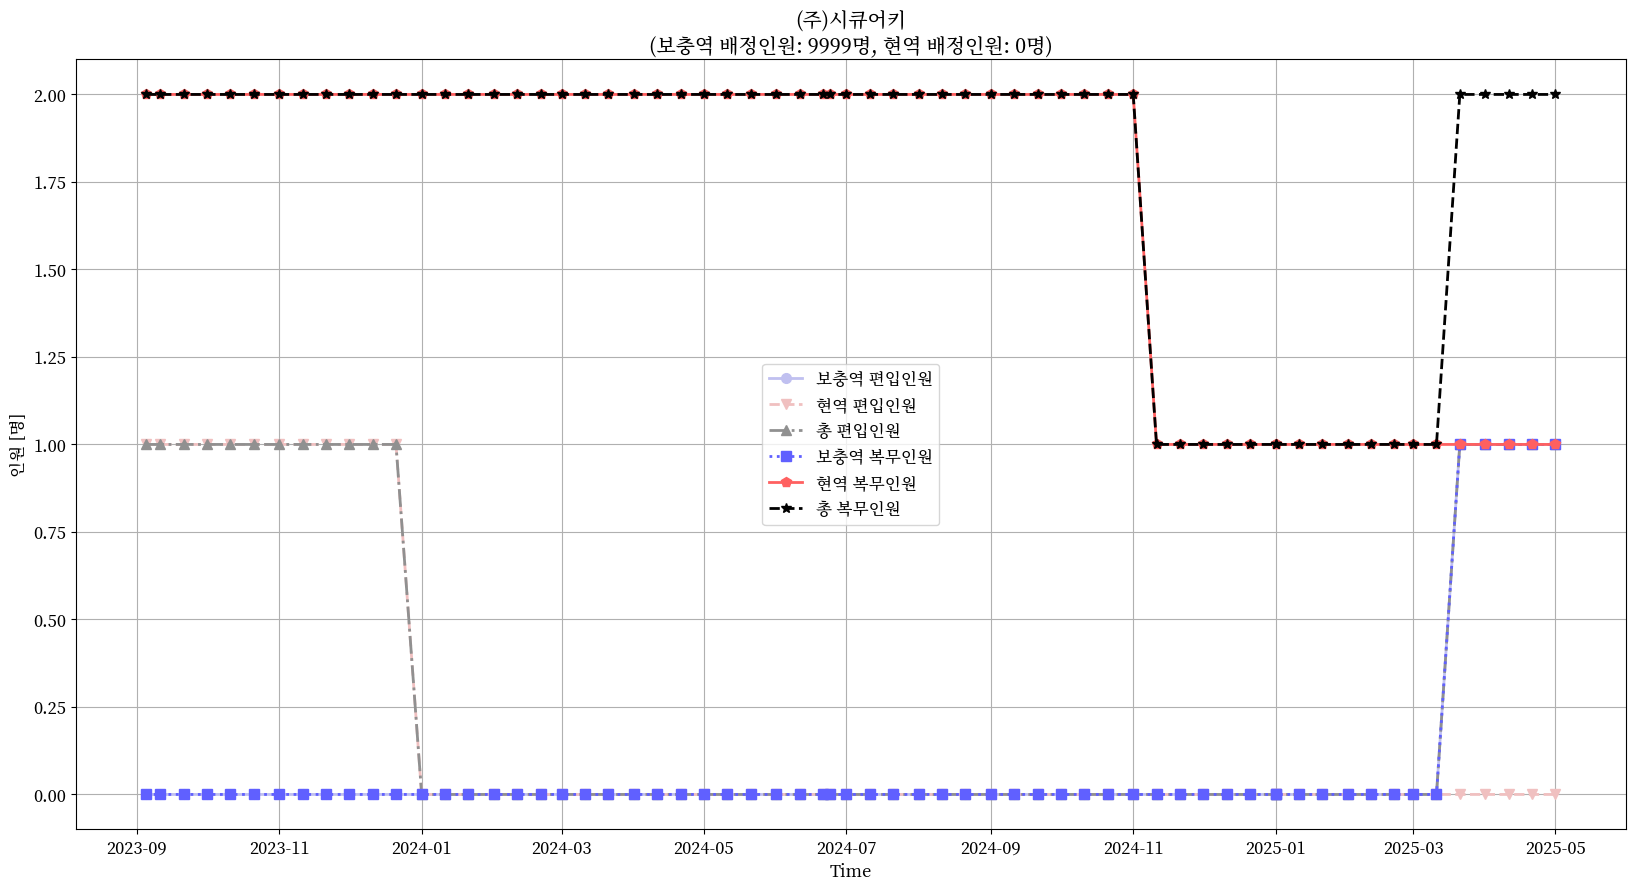 (주)시큐어키
(보충역 배정인원: 9999명, 현역 배정인원: 0명)
인원 [명]
2.00
1.75
1.50
1.25
1.00
0.75
0.50
0.25
0.00
보충역 편입인원
현역 편입인원
총 편입인원
보충역 복무인원
현역 복무인원
총 복무인원
2023-09 2023-11 2024-01 2024-03 2024-05 2024-07 2024-09 2024-11 2025-01 2025-03 2025-05
Time